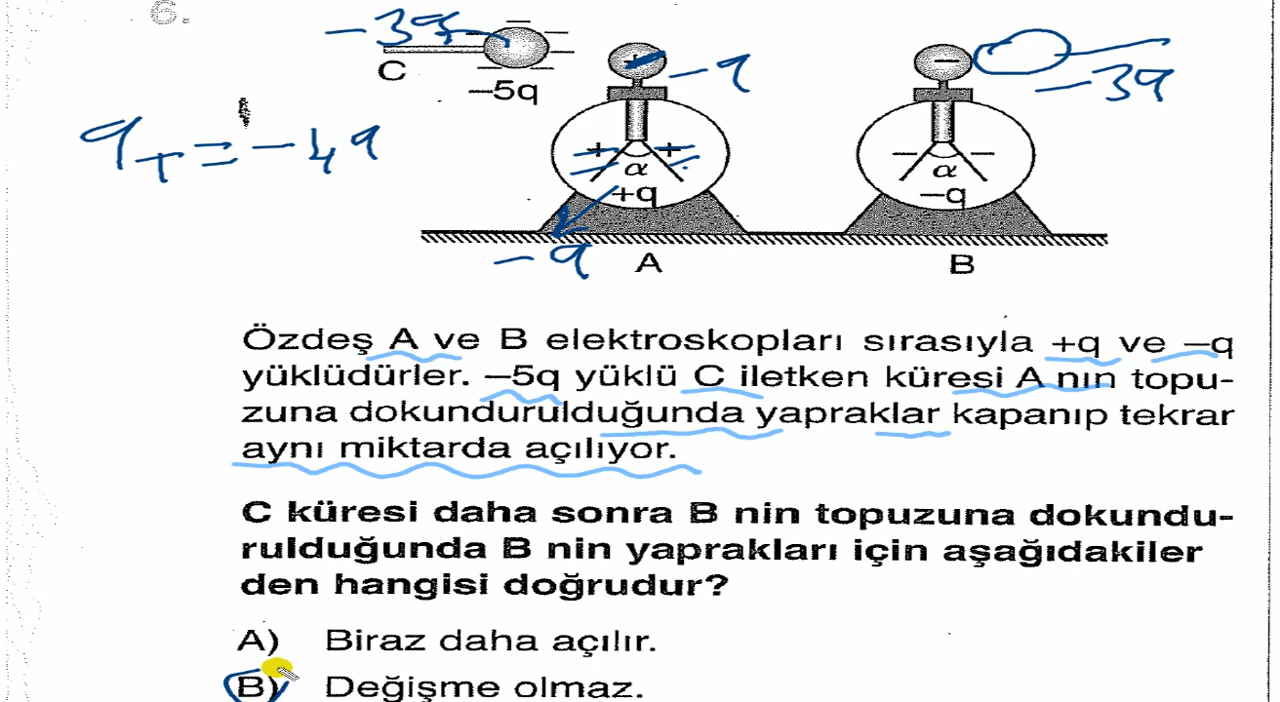 6.
-3q
C
-5q
-q
-3q
qT = -4q
+ +
α
+q
-q
A
- -
α
-q
B
Özdeş A ve B elektroskopları sırasıyla +q ve -q
yüklüdürler. -5q yüklü C iletken küresi A nın topu-
zuna dokundurulduğunda yapraklar kapanıp tekrar
aynı miktarda açılıyor.
C küresi daha sonra B nin topuzuna dokundu-
rulduğunda B nin yaprakları için aşağıdakiler
den hangisi doğrudur?
A) Biraz daha açılır.
B) Değişme olmaz.